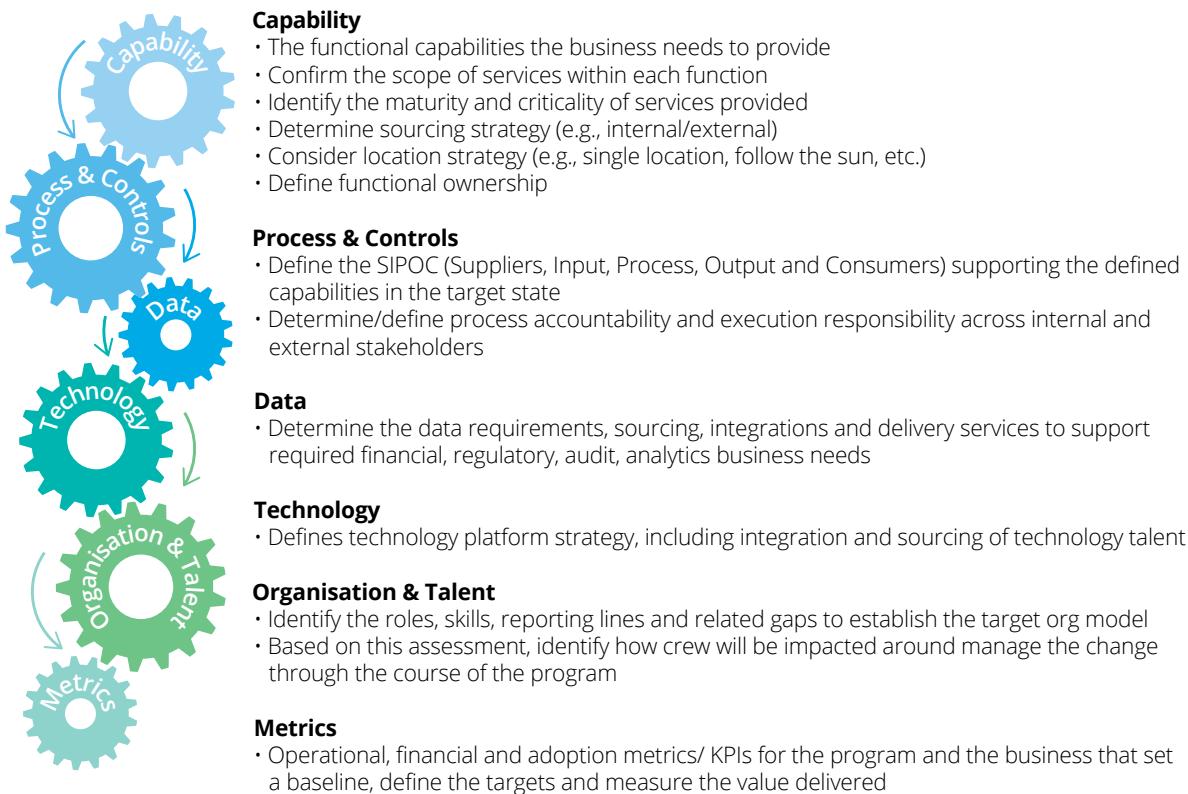 Capability
Capability
• The functional capabilities the business needs to provide
• Confirm the scope of services within each function
• Identify the maturity and criticality of services provided
• Determine sourcing strategy (e.g., internal/external)
• Consider location strategy (e.g., single location, follow the sun, etc.)
• Define functional ownership
Process & Controls
Process & Controls
• Define the SIPOC (Suppliers, Input, Process, Output and Consumers) supporting the defined
capabilities in the target state
• Determine/define process accountability and execution responsibility across internal and
external stakeholders
Data
Data
• Determine the data requirements, sourcing, integrations and delivery services to support
required financial, regulatory, audit, analytics business needs
Technology
Technology
• Defines technology platform strategy, including integration and sourcing of technology talent
Organisation & Talent
Organisation & Talent
• Identify the roles, skills, reporting lines and related gaps to establish the target org model
• Based on this assessment, identify how crew will be impacted around manage the change
through the course of the program
Metrics
Metrics
• Operational, financial and adoption metrics/ KPIs for the program and the business that set
a baseline, define the targets and measure the value delivered